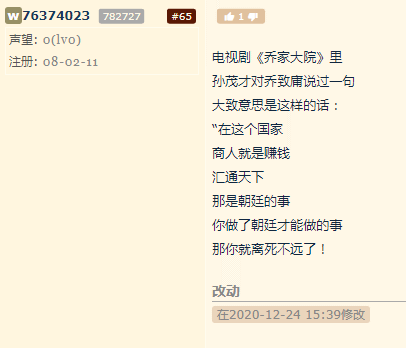 w76374023 782727 #65
声望: 0(lv0)
注册: 08-02-11
1
电视剧《乔家大院》里
孙茂才对乔致庸说过一句
大致意思是这样的话：
“在这个国家
商人就是赚钱
汇通天下
那是朝廷的事
你做了朝廷才能做的事
那你就离死不远了！
改动
在2020-12-24 15:39修改